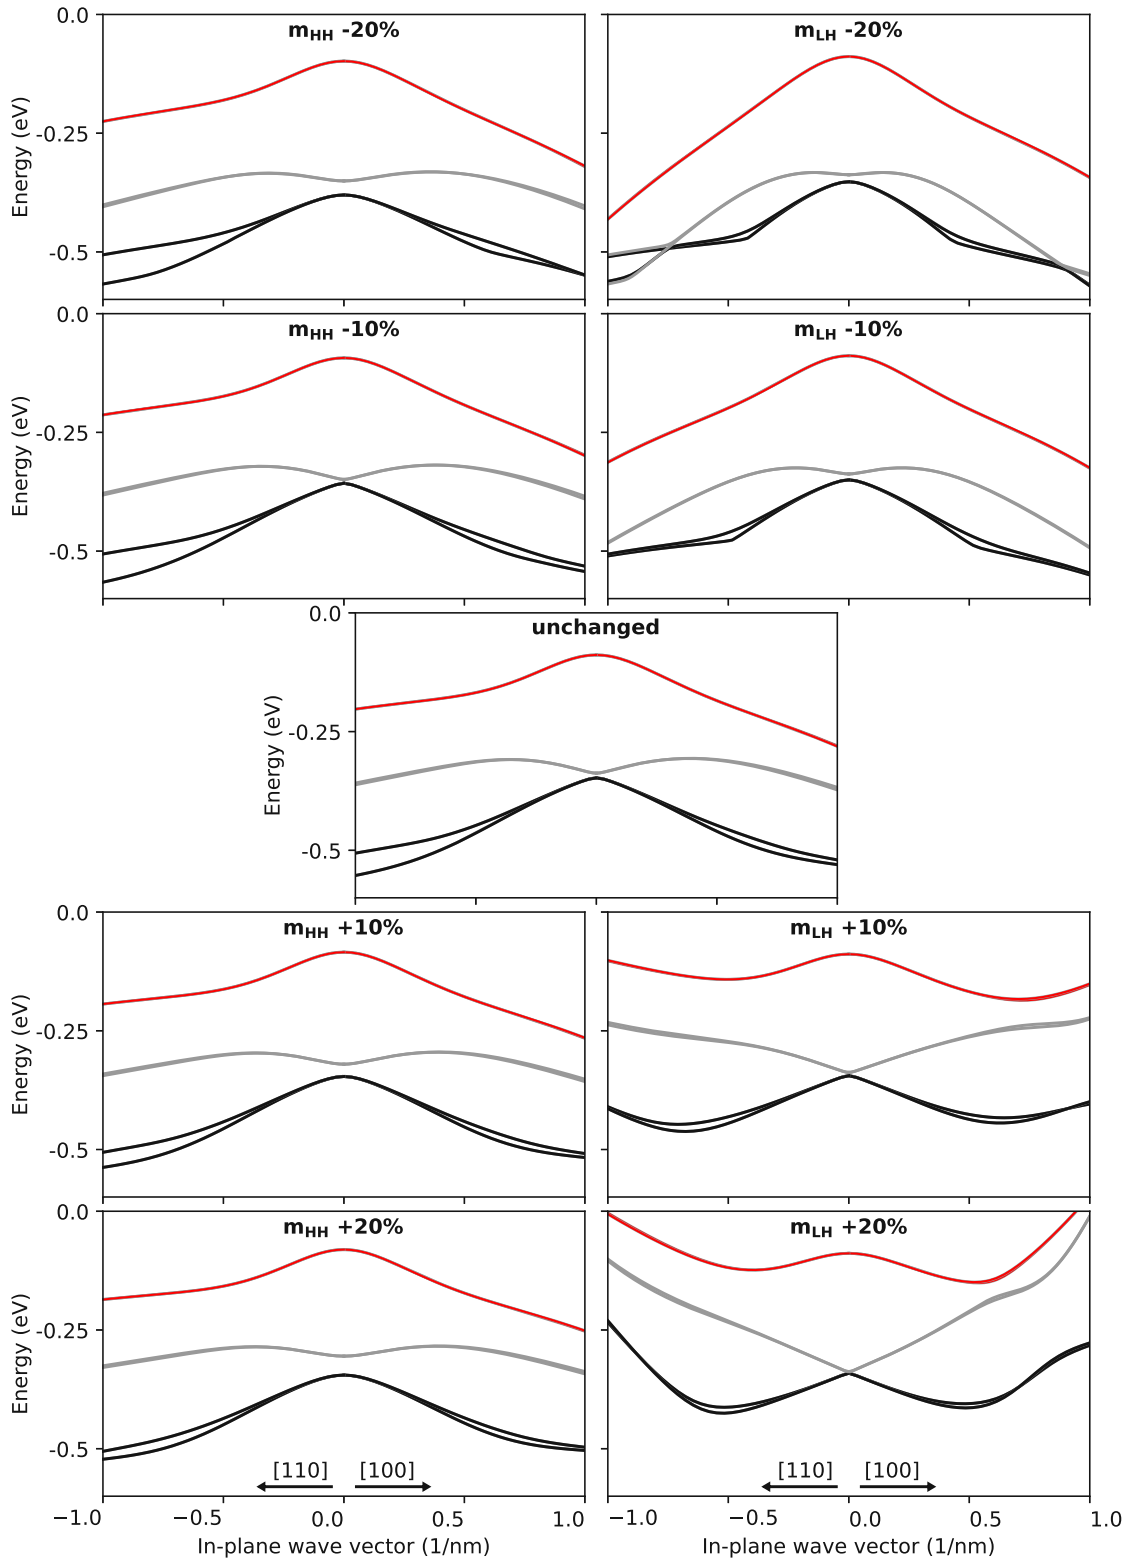 0.0
m_HH -20%
m_LH -20%
Energy (eV)
-0.25
-0.5
0.0
m_HH -10%
m_LH -10%
Energy (eV)
-0.25
-0.5
0.0
unchanged
Energy (eV)
-0.25
-0.5
0.0
m_HH +10%
m_LH +10%
Energy (eV)
-0.25
-0.5
0.0
m_HH +20%
m_LH +20%
Energy (eV)
-0.25
-0.5
[110] [100]
[110] [100]
−1.0 −0.5 0.0 0.5 1.0
−1.0 −0.5 0.0 0.5 1.0
In-plane wave vector (1/nm)
In-plane wave vector (1/nm)